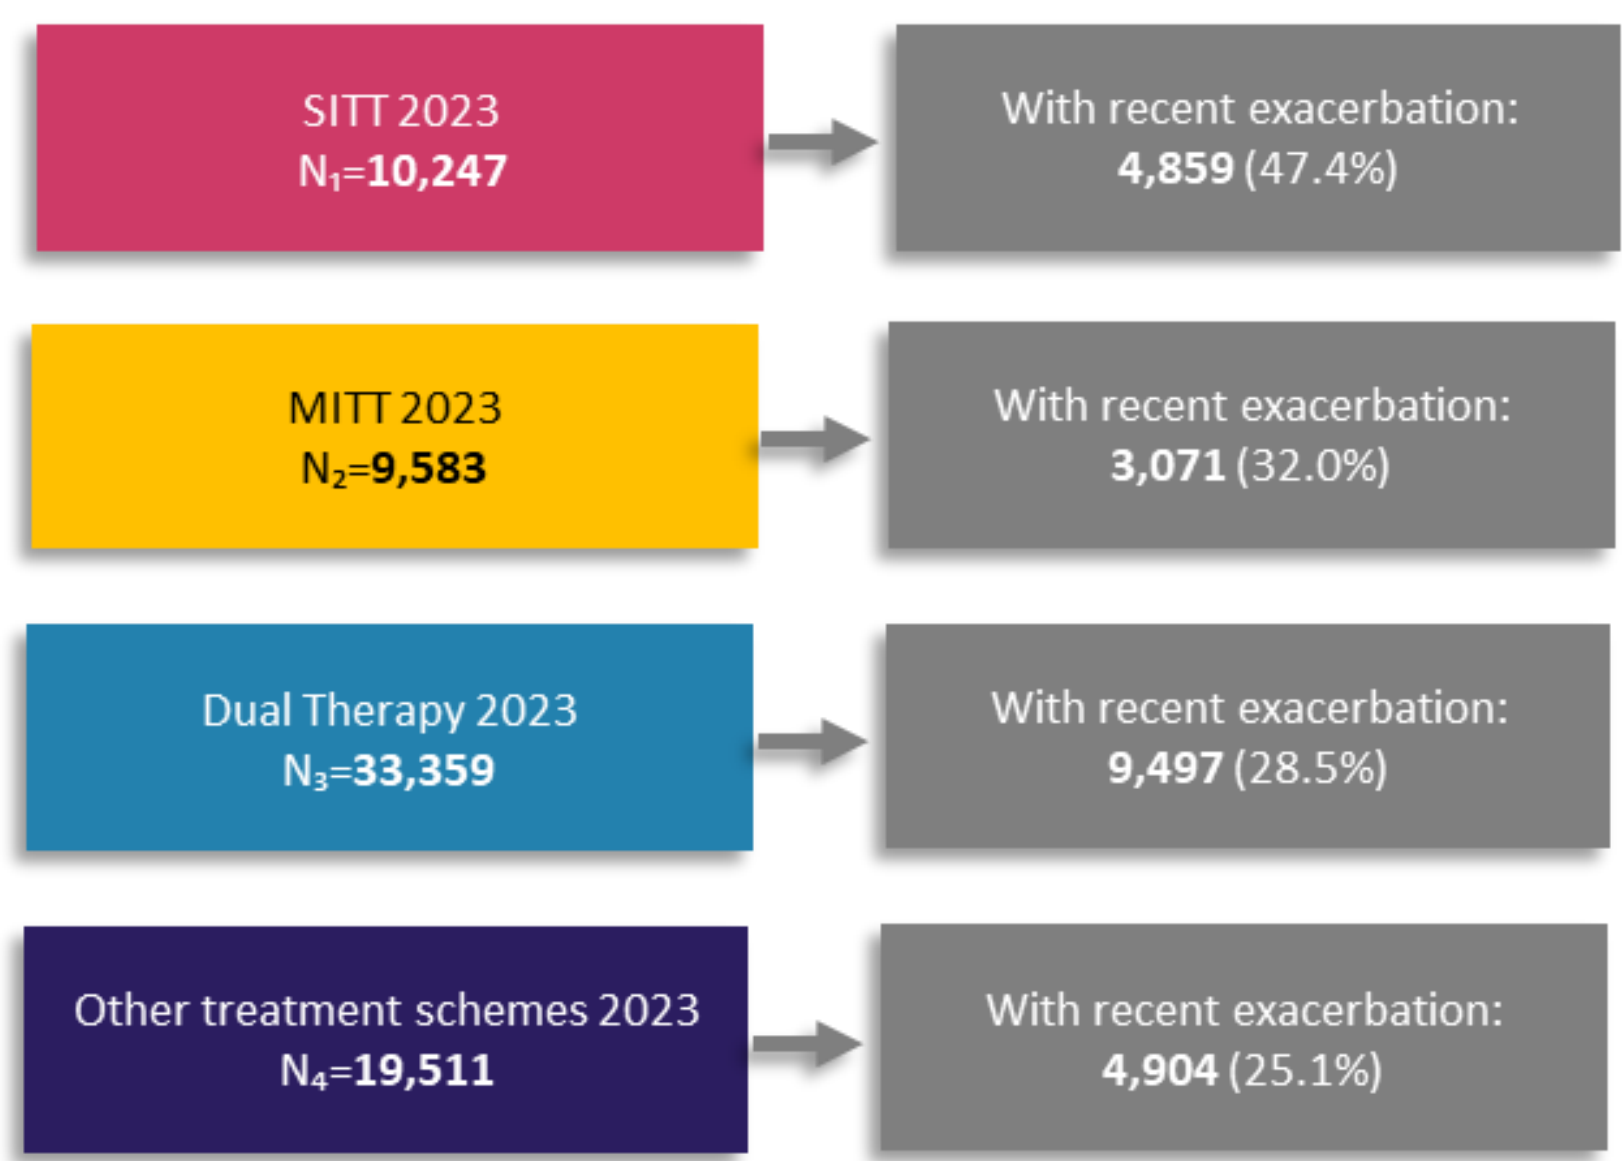 SITT 2023
N₁=10,247
With recent exacerbation:
4,859 (47.4%)
MITT 2023
N₂=9,583
With recent exacerbation:
3,071 (32.0%)
Dual Therapy 2023
N₃=33,359
With recent exacerbation:
9,497 (28.5%)
Other treatment schemes 2023
N₄=19,511
With recent exacerbation:
4,904 (25.1%)